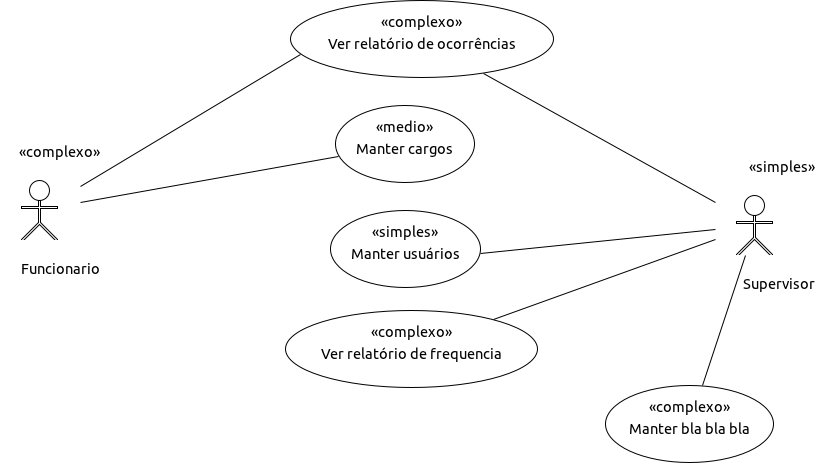 «complexo»
Ver relatório de ocorrências
«medio»
Manter cargos
«complexo»
Funcionario
«simples»
Supervisor
«simples»
Manter usuários
«complexo»
Ver relatório de frequencia
«complexo»
Manter bla bla bla